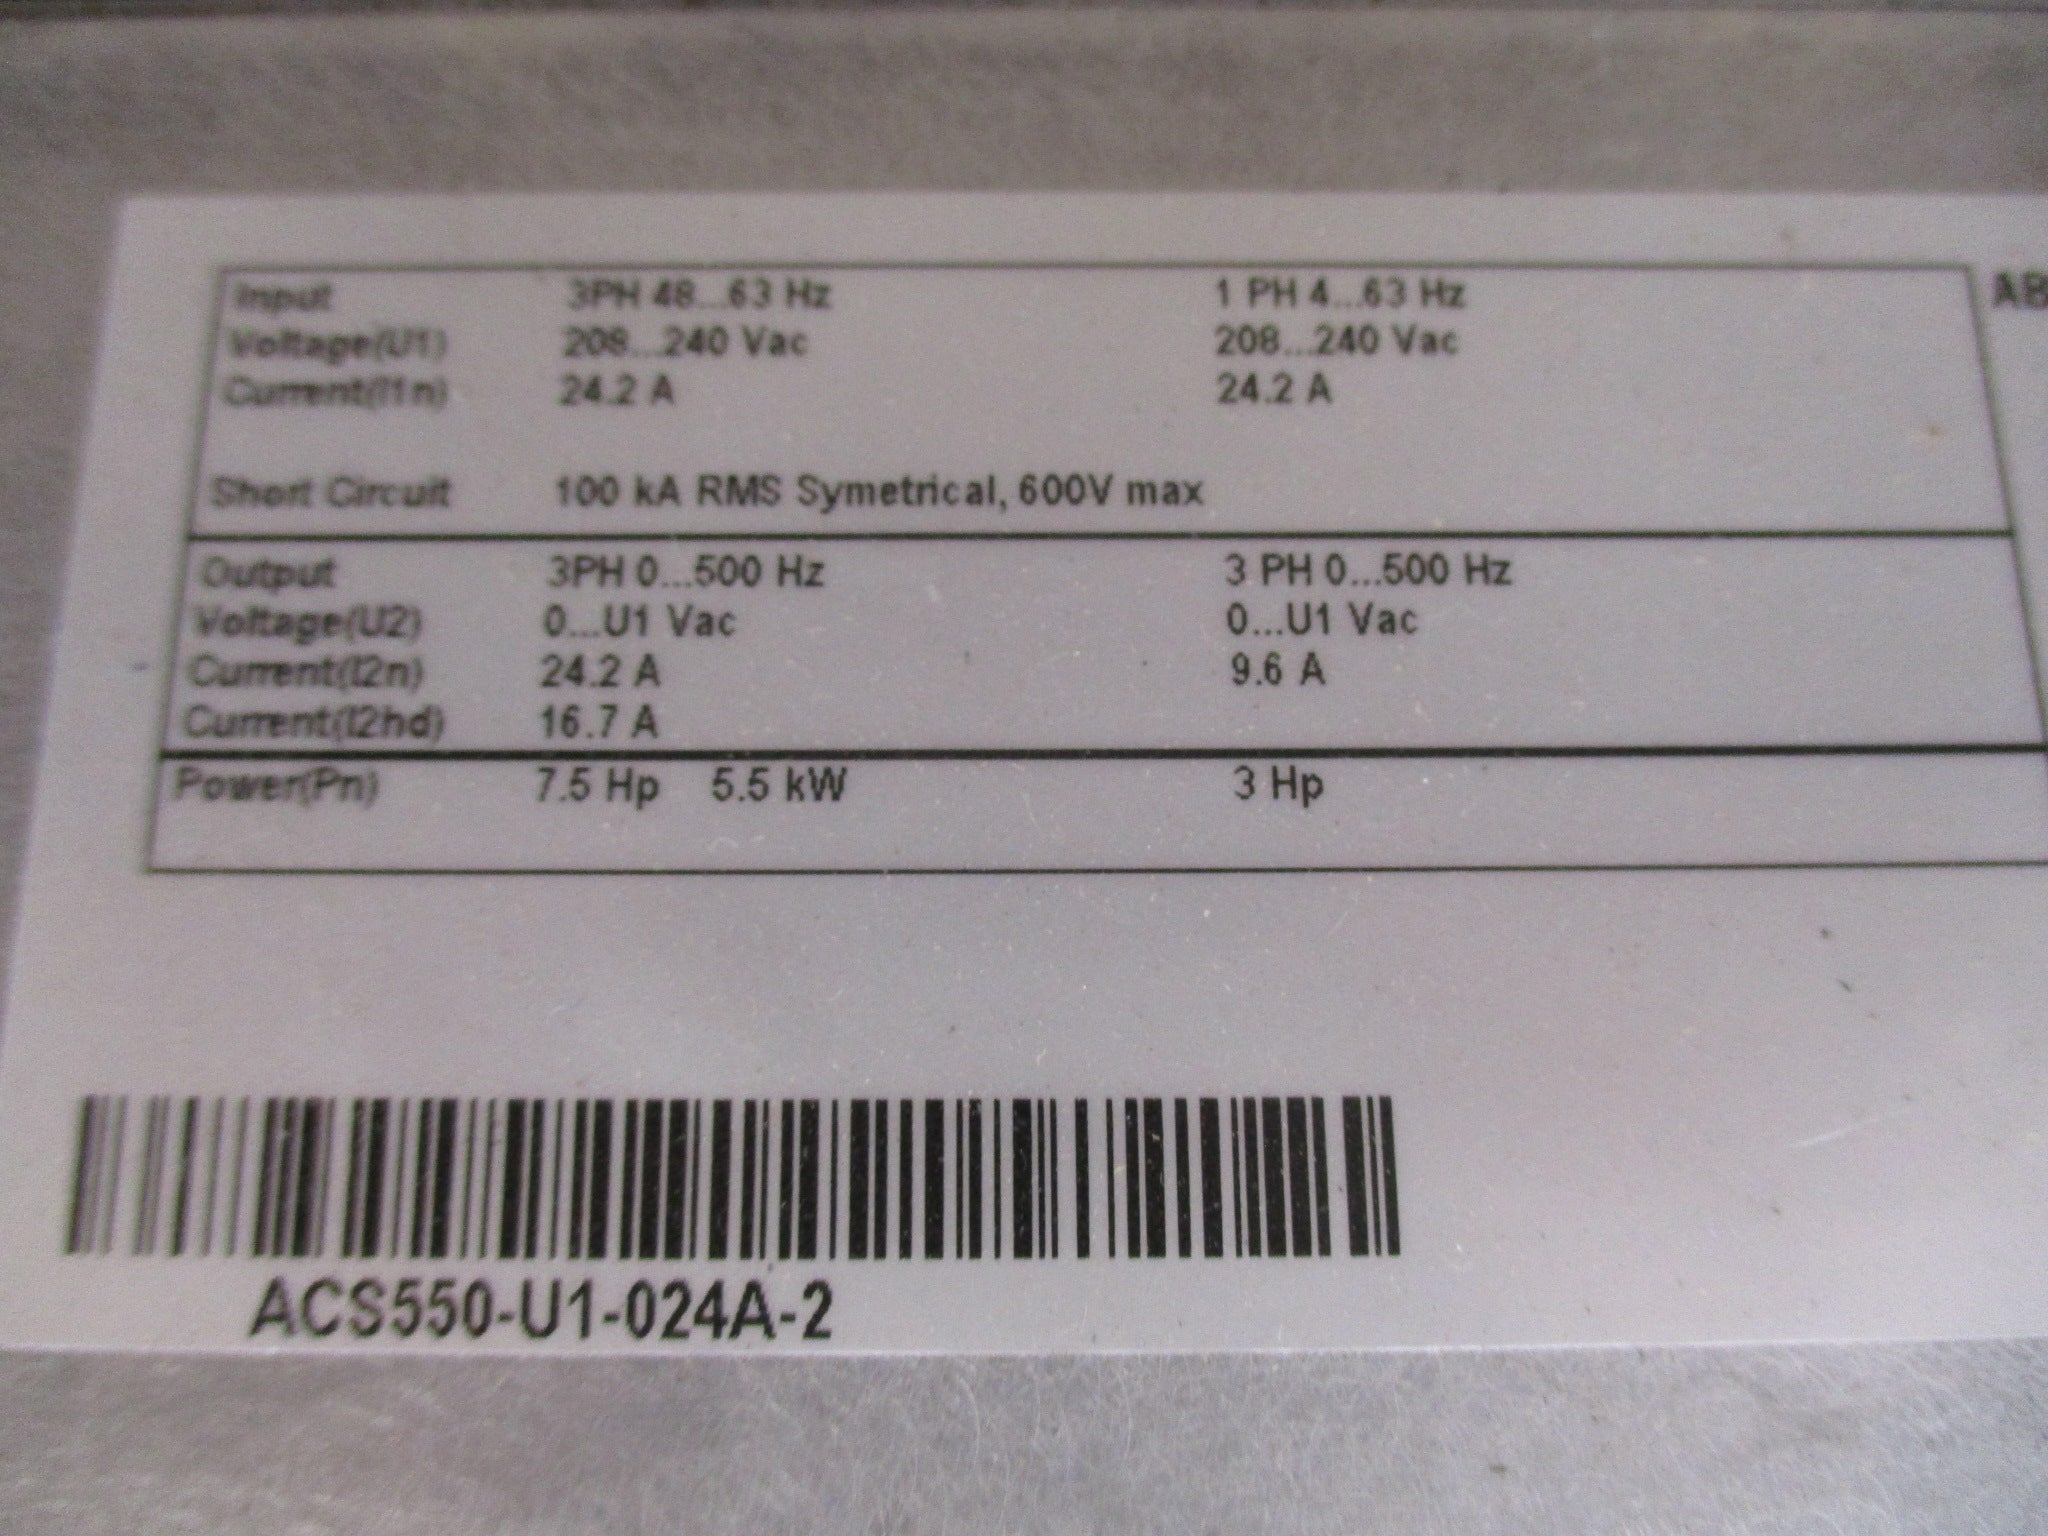 Input 3PH 48...63 Hz 1 PH 4...63 Hz
Voltage(U1) 208...240 Vac 208...240 Vac
Current(I1n) 24.2 A 24.2 A
Short Circuit 100 kA RMS Symetrical, 600V max
Output 3PH 0...500 Hz 3 PH 0...500 Hz
Voltage(U2) 0...U1 Vac 0...U1 Vac
Current(I2n) 24.2 A 9.6 A
Current(I2hd) 16.7 A
Power(Pn) 7.5 Hp 5.5 kW 3 Hp
ACS550-U1-024A-2